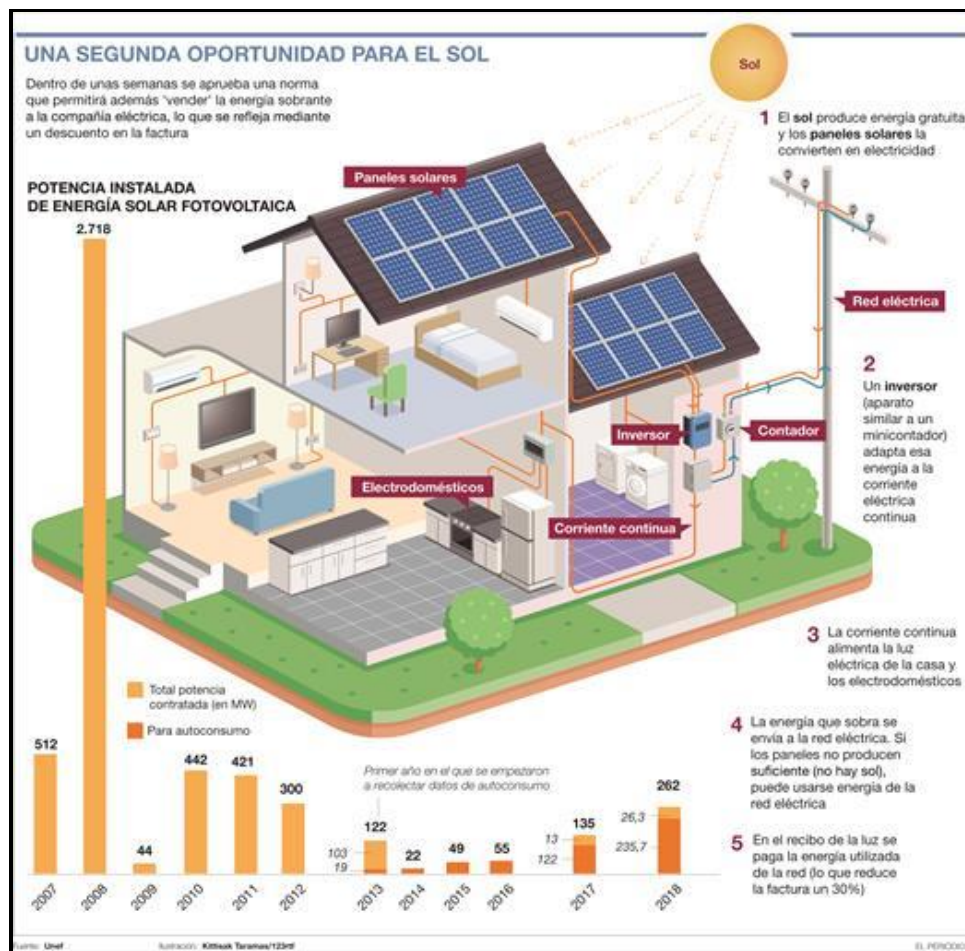 UNA SEGUNDA OPORTUNIDAD PARA EL SOL
Dentro de unas semanas se aprueba una norma
que permitirá además 'vender' la energía sobrante
a la compañía eléctrica, lo que se refleja mediante
un descuento en la factura
Sol
1 El sol produce energía gratuita
y los paneles solares la
convierten en electricidad
POTENCIA INSTALADA
DE ENERGÍA SOLAR FOTOVOLTAICA
2.718
Paneles solares
Red eléctrica
2
Un inversor
(aparato
similar a un
minicontador)
adapta esa
energía a la
corriente
eléctrica
continua
Inversor
Contador
Electrodomésticos
Corriente continua
3 La corriente continua
alimenta la luz
eléctrica de la casa y
los electrodomésticos
Total potencia
contratada (en MW)
Para autoconsumo
4 La energía que sobra se
envía a la red eléctrica. Si
los paneles no producen
suficiente (no hay sol),
puede usarse energía de la
red eléctrica
5 En el recibo de la luz se
paga la energía utilizada
de la red (lo que reduce
la factura un 30%)
Primer año en el que se empezaron
a recolectar datos de autoconsumo
512
44
442
421
300
122
103
19
22
49
55
135
13
122
262
26,3
235,7
2007
2008
2009
2010
2011
2012
2013
2014
2015
2016
2017
2018
Fuente: Unef
Ilustración: Kittisak Taramas/123rf
EL PERIÓDICO